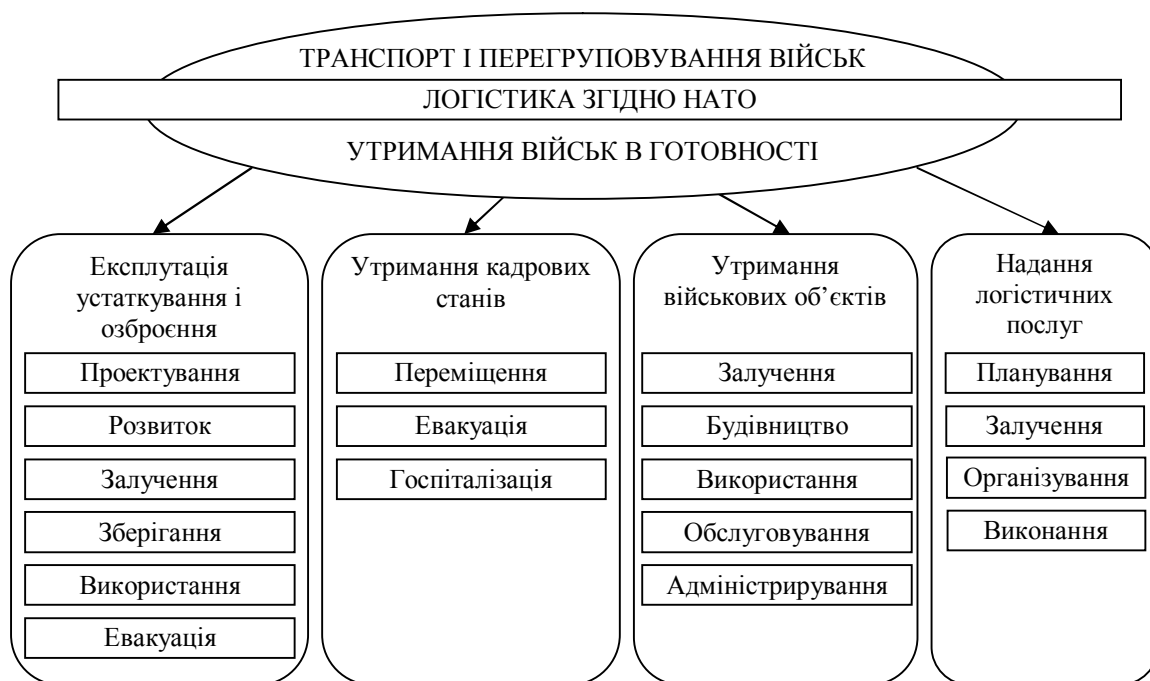 ТРАНСПОРТ І ПЕРЕГРУПОВУВАННЯ ВІЙСЬК
ЛОГІСТИКА ЗГІДНО НАТО
УТРИМАННЯ ВІЙСЬК В ГОТОВНОСТІ
Експлутація
устаткування і
озброєння
Проектування
Розвиток
Залучення
Зберігання
Використання
Евакуація
Утримання кадрових
станів
Переміщення
Евакуація
Госпіталізація
Утримання
військових об’єктів
Залучення
Будівництво
Використання
Обслуговування
Адміністрирування
Надання
логістичних
послуг
Планування
Залучення
Організування
Виконання